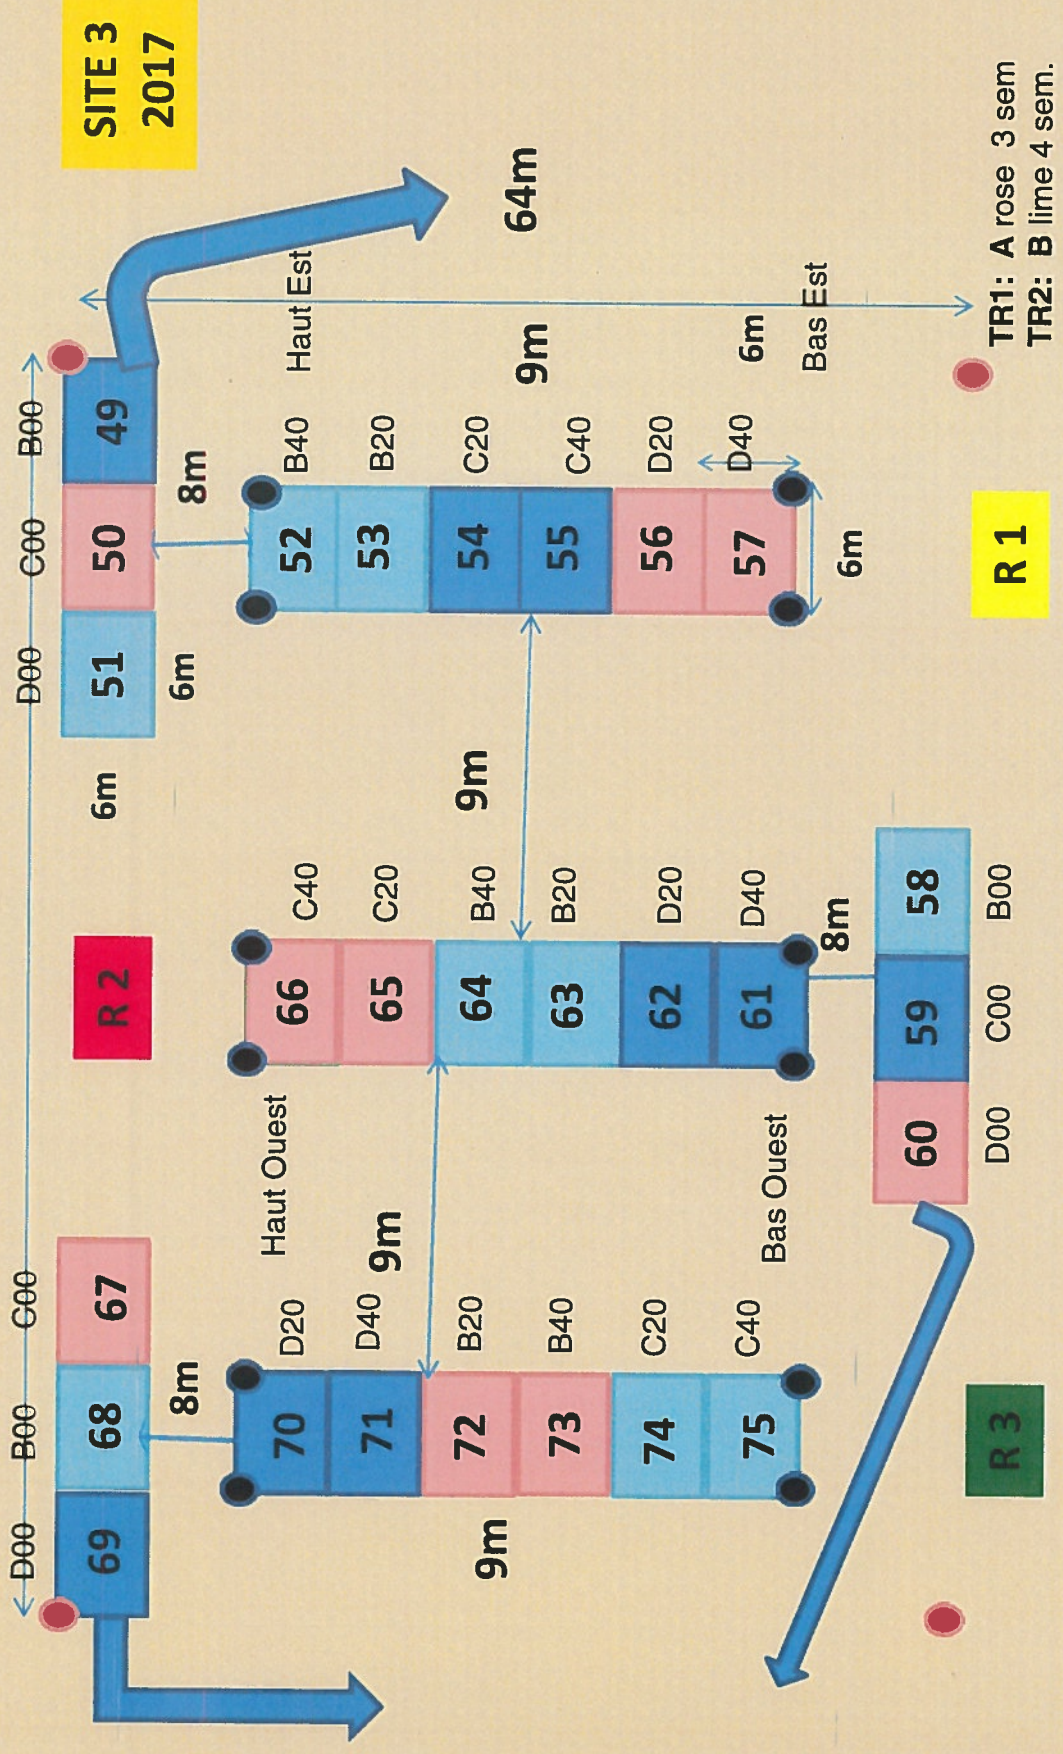 D00 B00 C00 D00 C00 B00
SITE 3
2017
69 68 67 R 2 6m 51 50 49
8m 6m 8m
70 D20 Haut Ouest 66 C40 52 B40 Haut Est
71 D40 9m 65 C20 53 B20
9m 72 B20 64 B40 9m 54 C20 9m 64m
73 B40 63 B20 55 C40
74 C20 62 D20 56 D20
75 C40 Bas Ouest 61 D40 57 D40 6m Bas Est
8m 6m
60 59 58
R 3 D00 C00 B00 R 1
TR1: A rose 3 sem
TR2: B lime 4 sem.